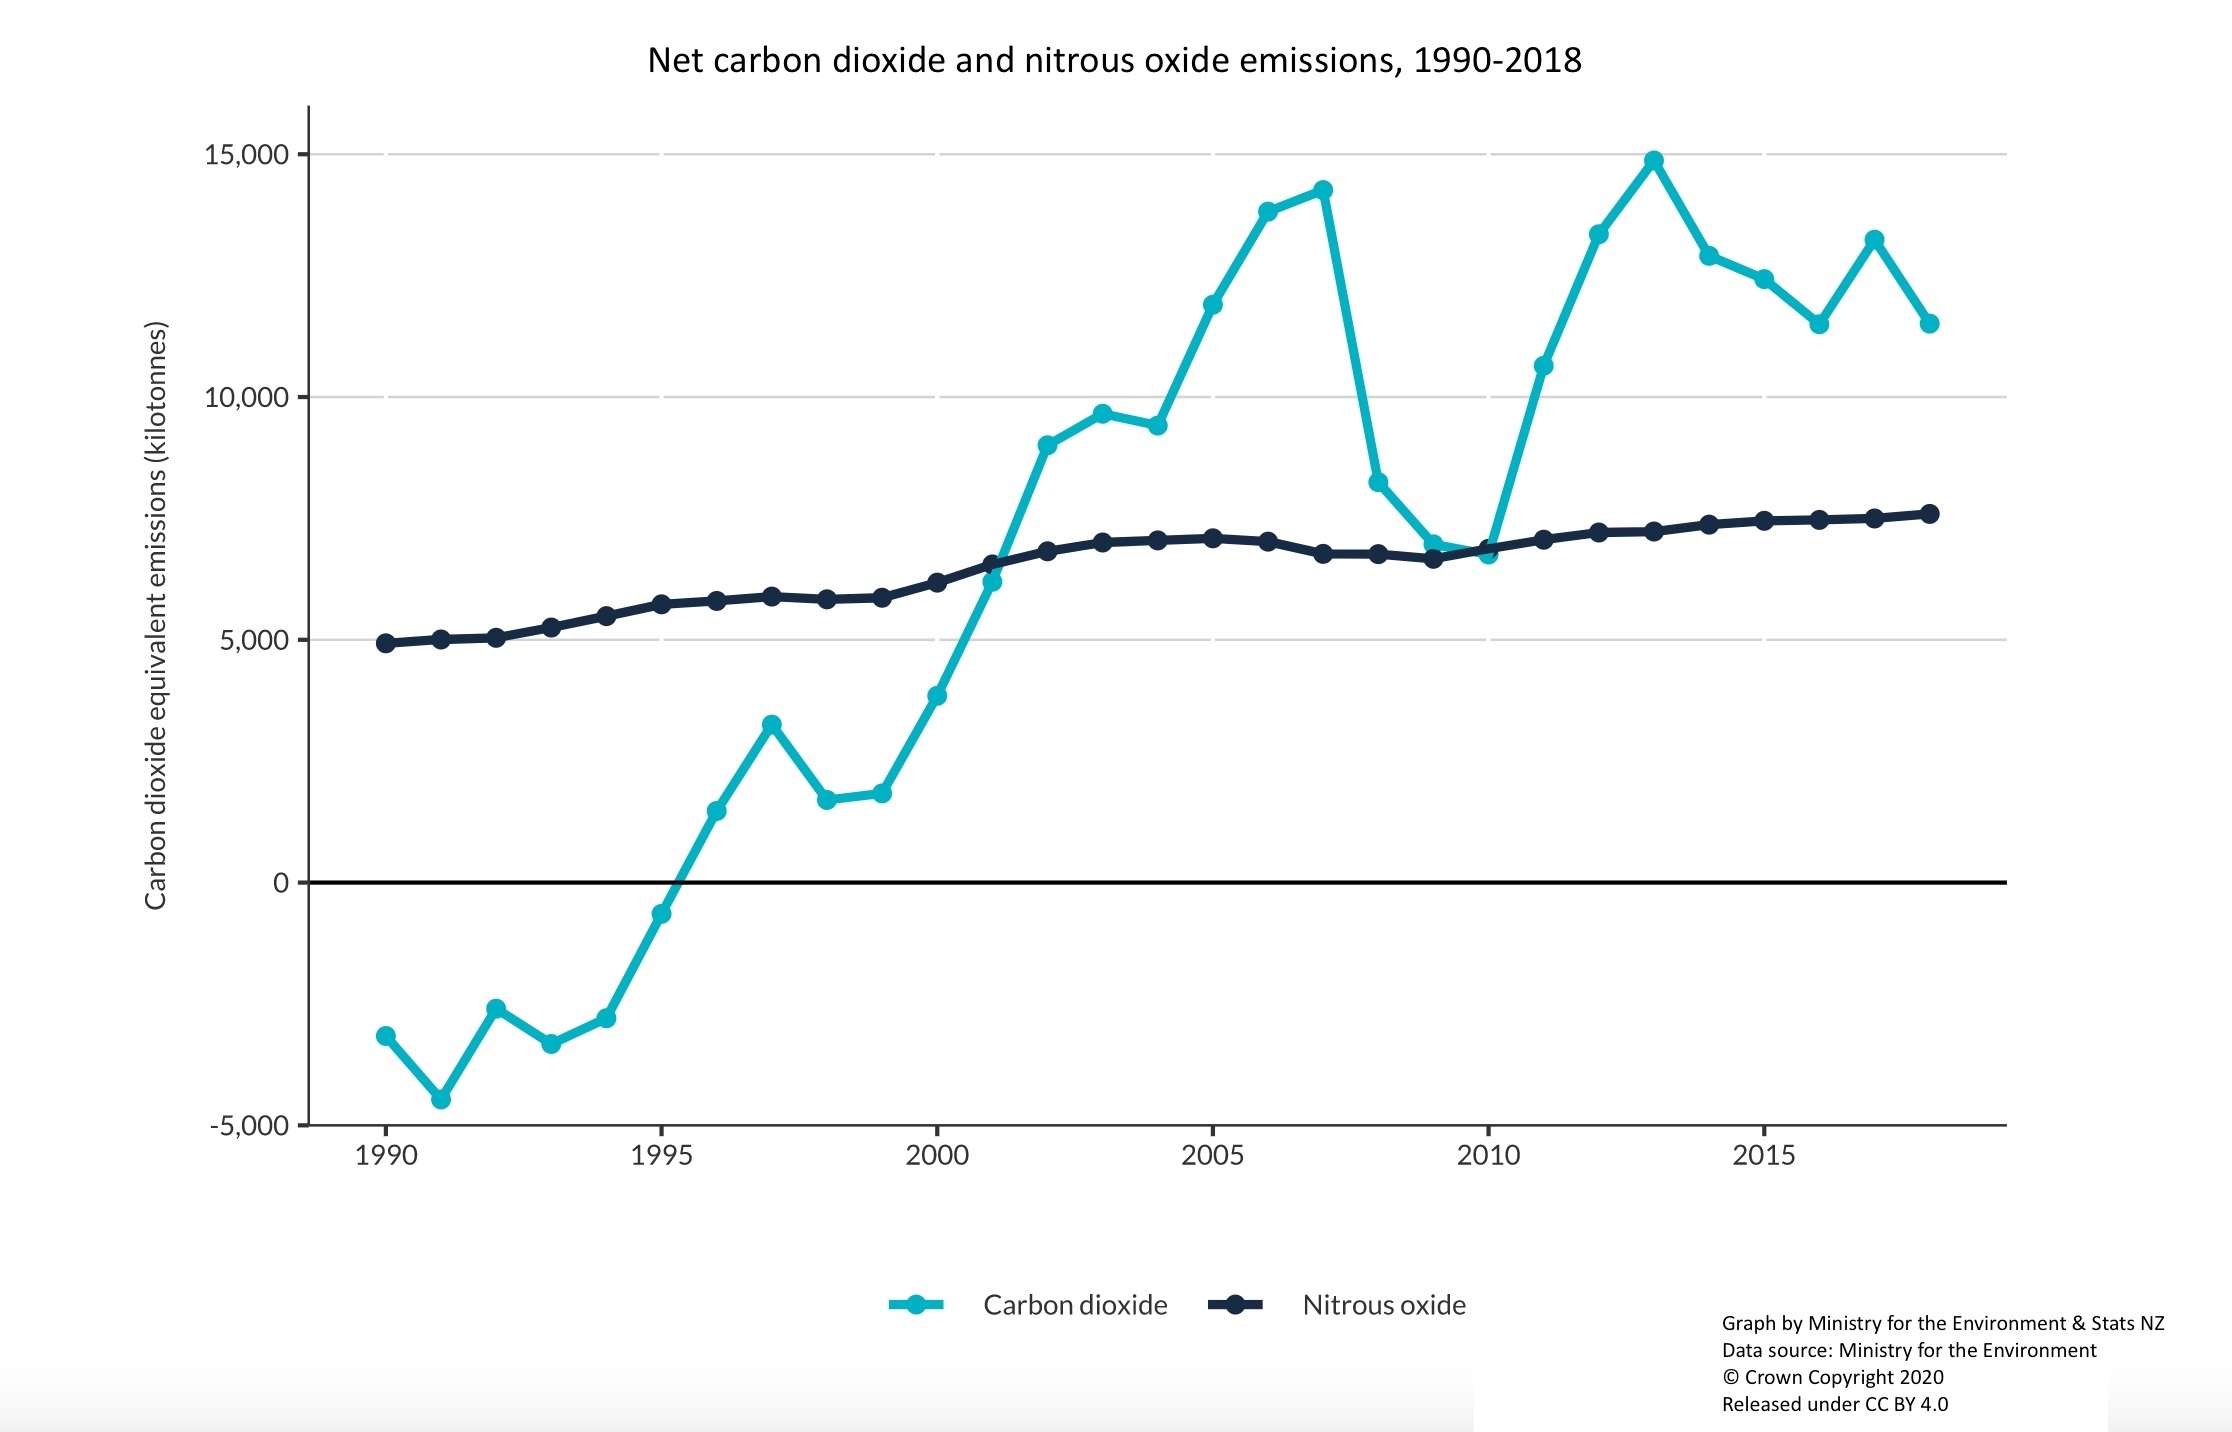 Net carbon dioxide and nitrous oxide emissions, 1990-2018
Carbon dioxide equivalent emissions (kilotonnes)
15,000
10,000
5,000
0
-5,000
1990 1995 2000 2005 2010 2015
Carbon dioxide Nitrous oxide
Graph by Ministry for the Environment & Stats NZ
Data source: Ministry for the Environment
© Crown Copyright 2020
Released under CC BY 4.0